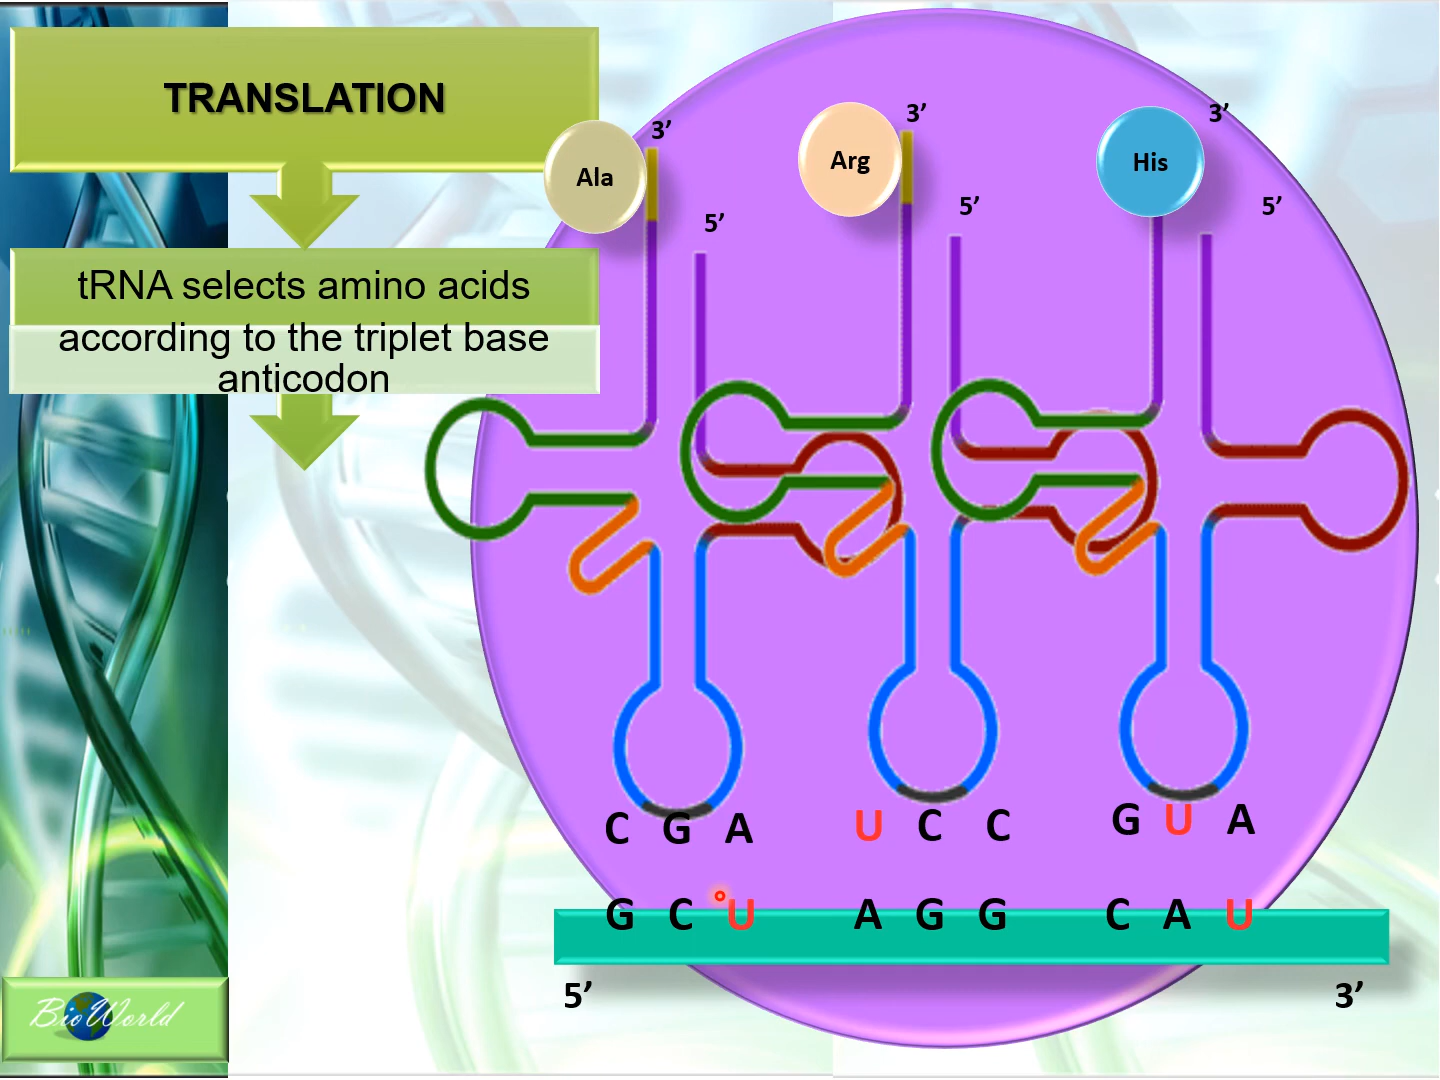 TRANSLATION
tRNA selects amino acids
according to the triplet base
anticodon
Ala
3’
5’
Arg
3’
5’
His
3’
5’
C G A
U C C
G U A
G C U
A G G
C A U
5’
3’
BioWorld